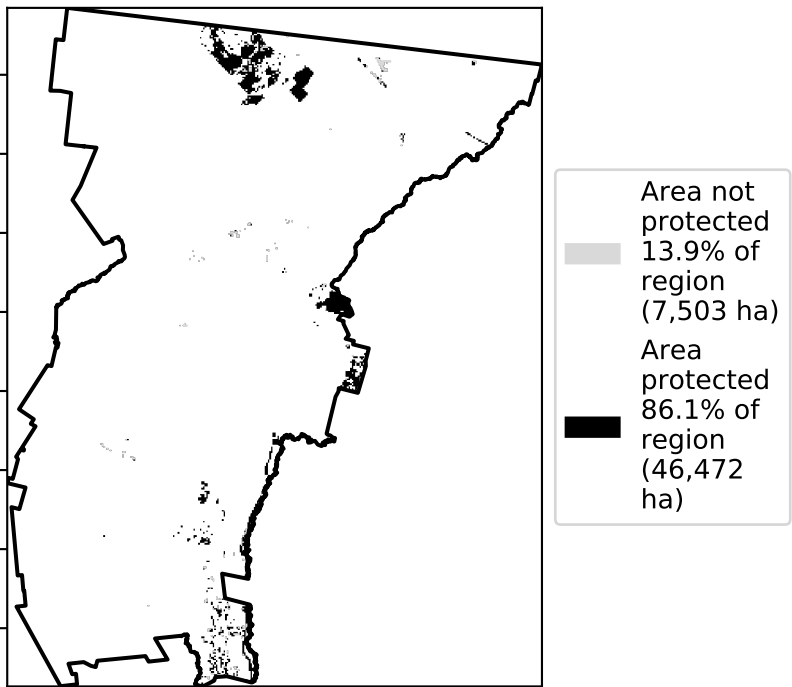 Area not
protected
13.9% of
region
(7,503 ha)
Area
protected
86.1% of
region
(46,472
ha)